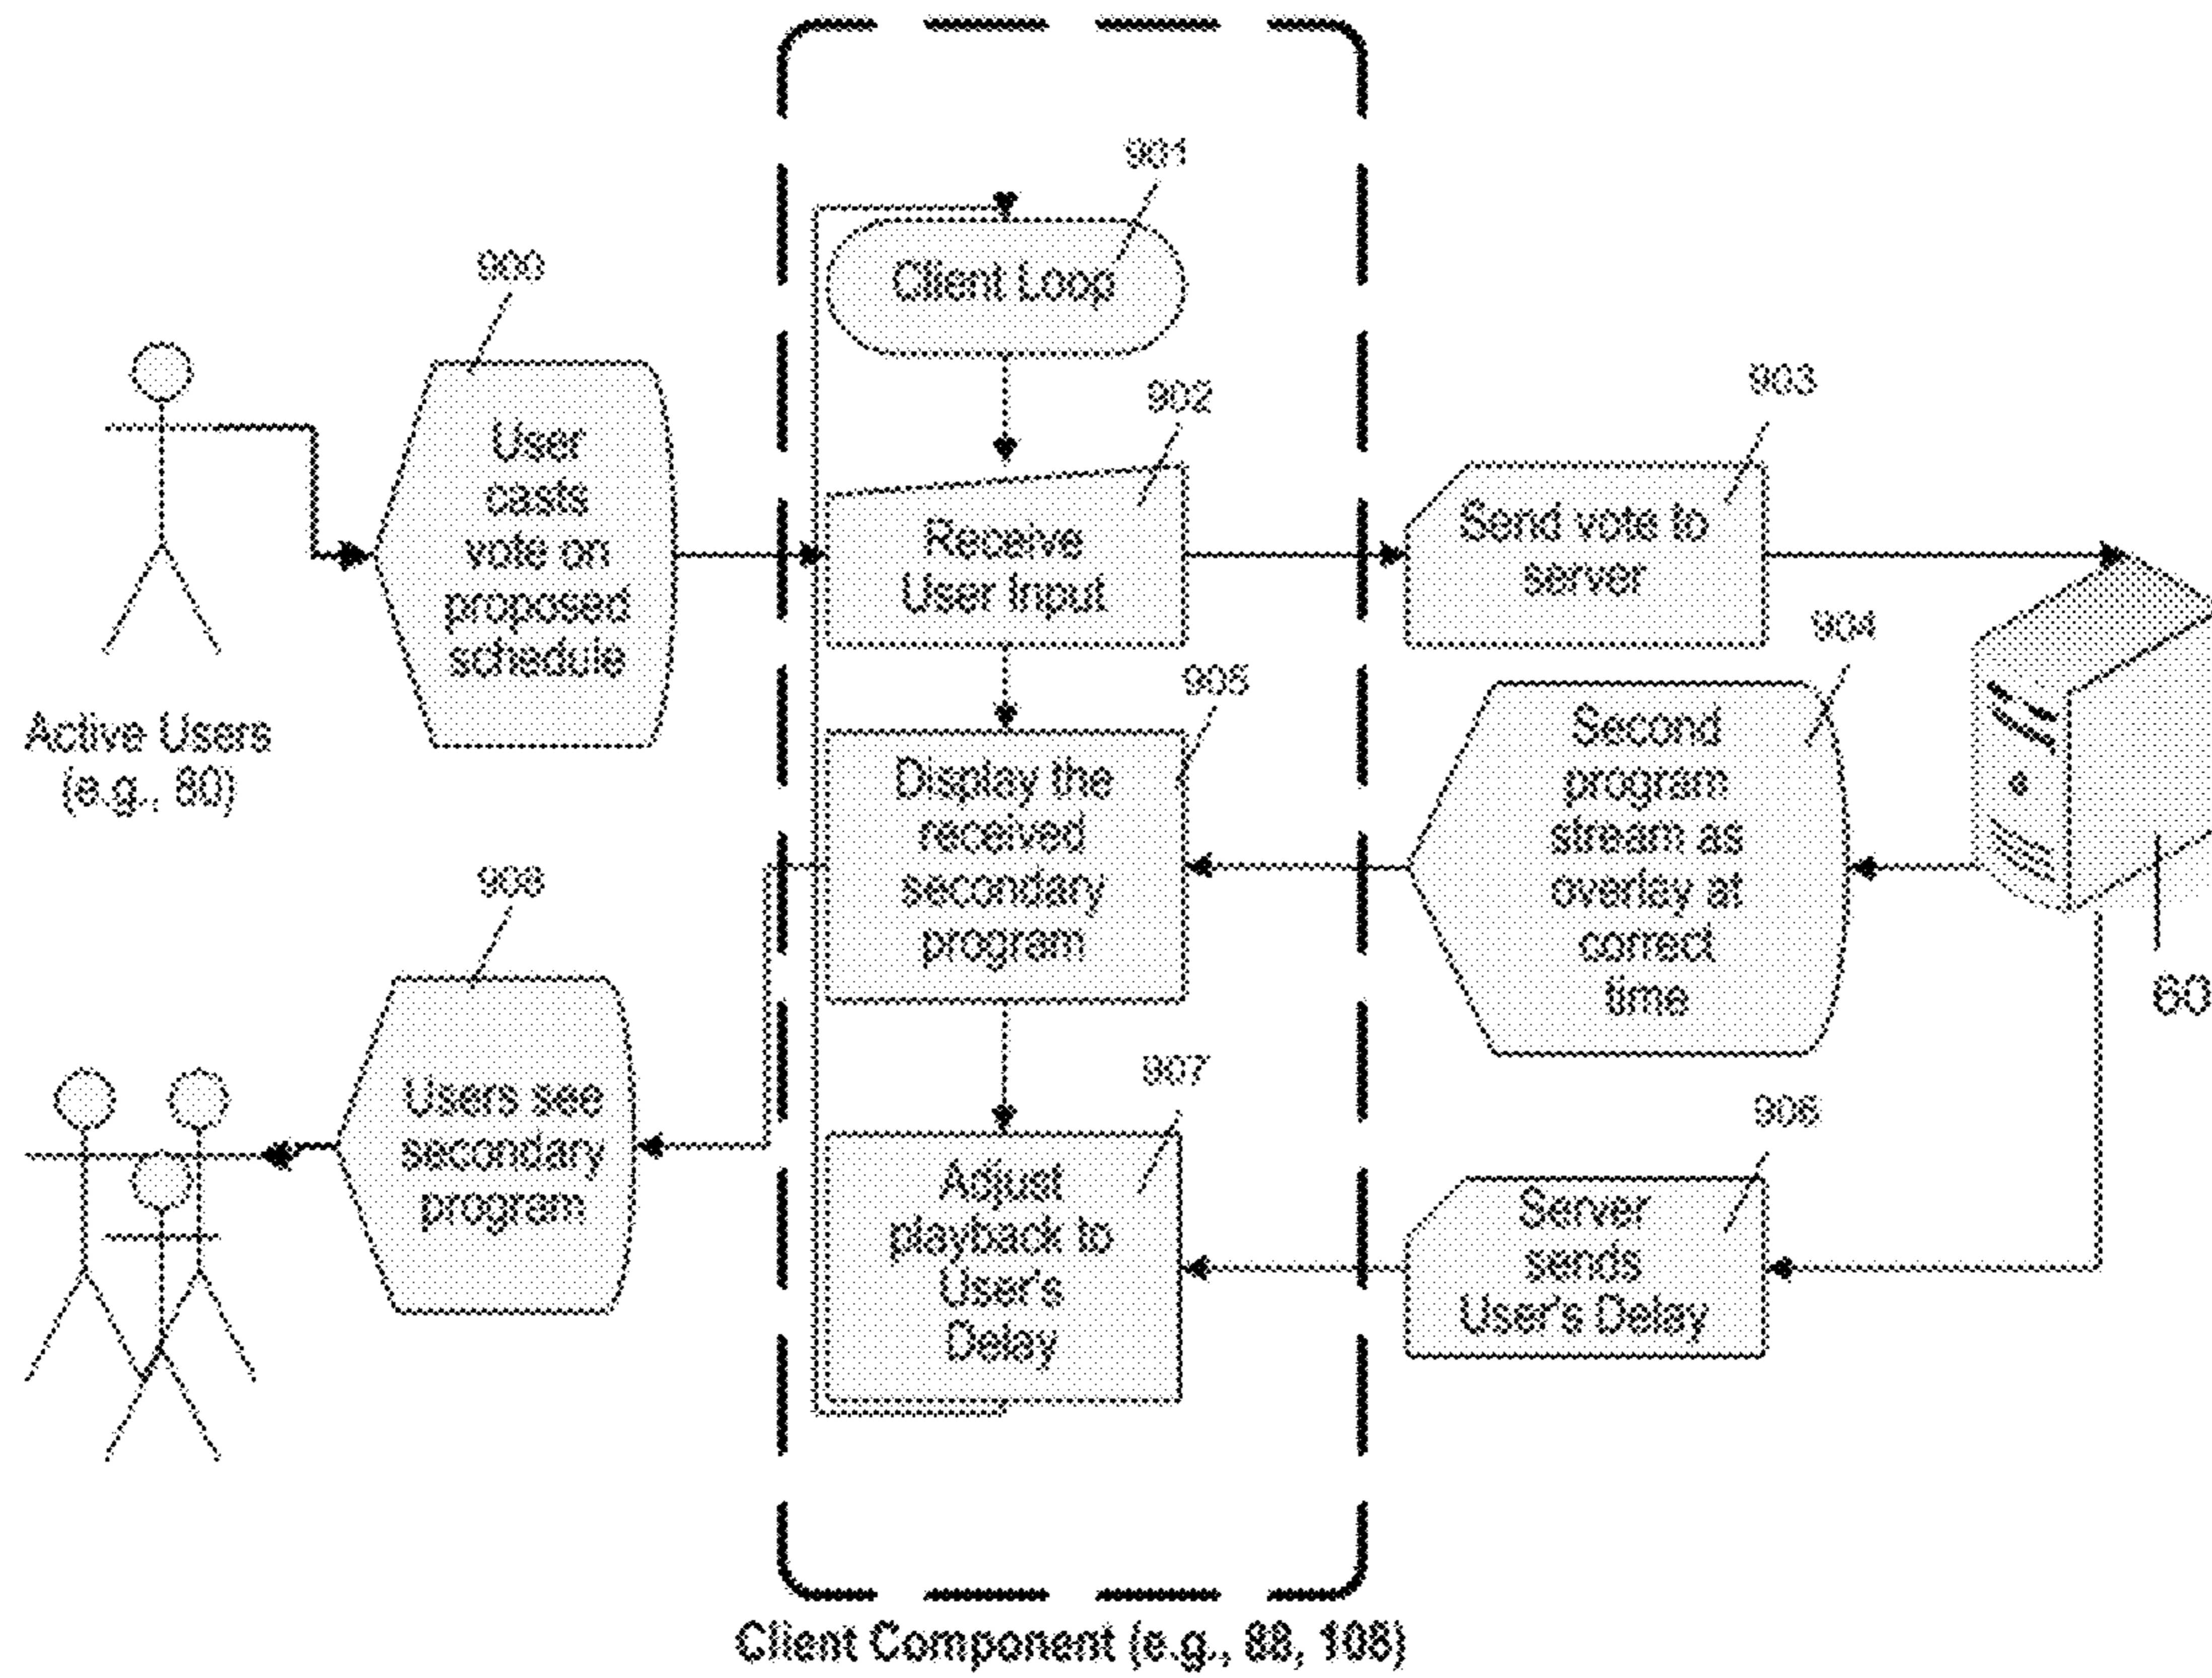 901
Client Loop
900
User
casts
vote on
proposed
schedule
Active Users
(e.g., 80)
902
Receive
User Input
903
Send vote to
server
904
Second
program
stream as
overlay at
correct
time
60
905
Display the
received
secondary
program
908
Users see
secondary
program
907
Adjust
playback to
User's
Delay
906
Server
sends
User's Delay
Client Component (e.g., 88, 108)